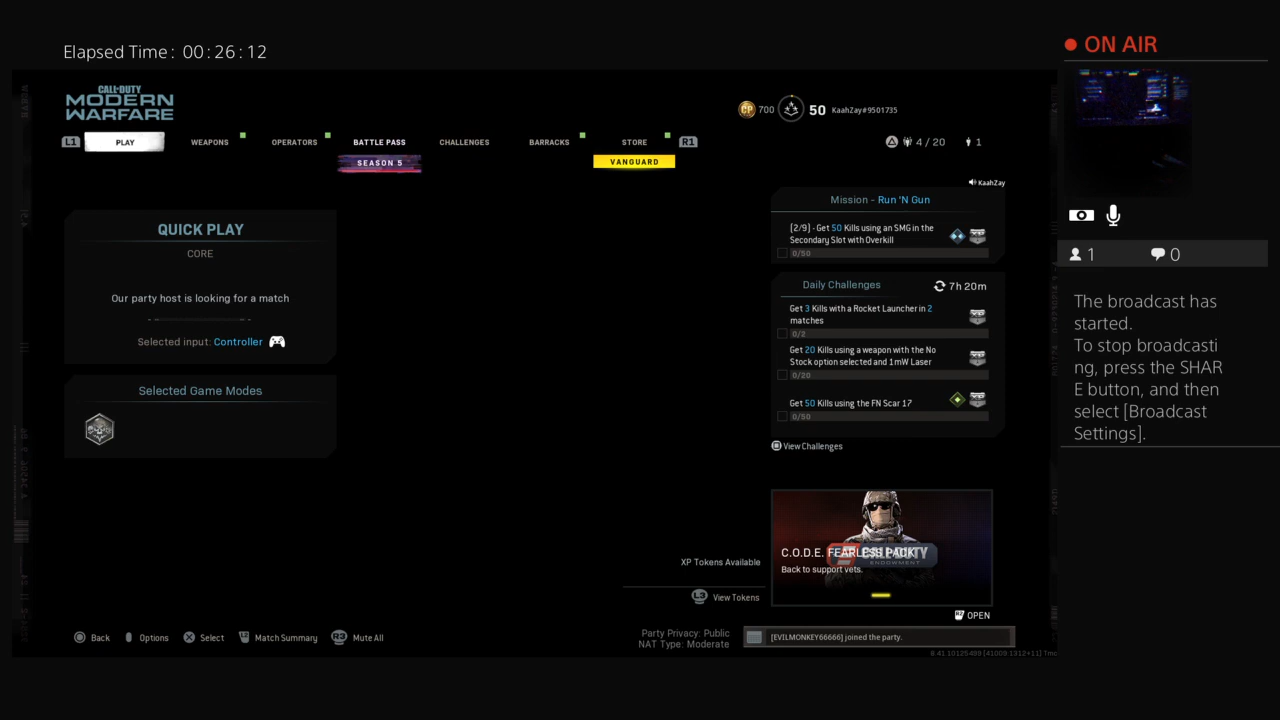 Elapsed Time: 00:26:12
ON AIR
CALL OF DUTY
MODERN
WARFARE
CP 700 50 KaahZay#9501735
L1 PLAY WEAPONS OPERATORS BATTLE PASS CHALLENGES BARRACKS STORE R1
SEASON 5 VANGUARD
4 / 20 1
KaahZay
QUICK PLAY
CORE
Our party host is looking for a match
Selected input: Controller
Selected Game Modes
Mission - Run 'N Gun
[2/9] - Get 50 Kills using an SMG in the
Secondary Slot with Overkill
0/50
Daily Challenges 7h 20m
Get 3 Kills with a Rocket Launcher in 2
matches
0/2
Get 20 Kills using a weapon with the No
Stock option selected and 1mW Laser
0/20
Get 50 Kills using the FN Scar 17
0/50
View Challenges
C.O.D.E. FEARLESS PACK
CALL OF DUTY
ENDOWMENT
Back to support vets.
XP Tokens Available
L3 View Tokens
R2 OPEN
Back Options Select Match Summary R3 Mute All
Party Privacy: Public
NAT Type: Moderate
[EVILMONKEY66666] joined the party.
1 0
The broadcast has
started.
To stop broadcasti
ng, press the SHAR
E button, and then
select [Broadcast
Settings].